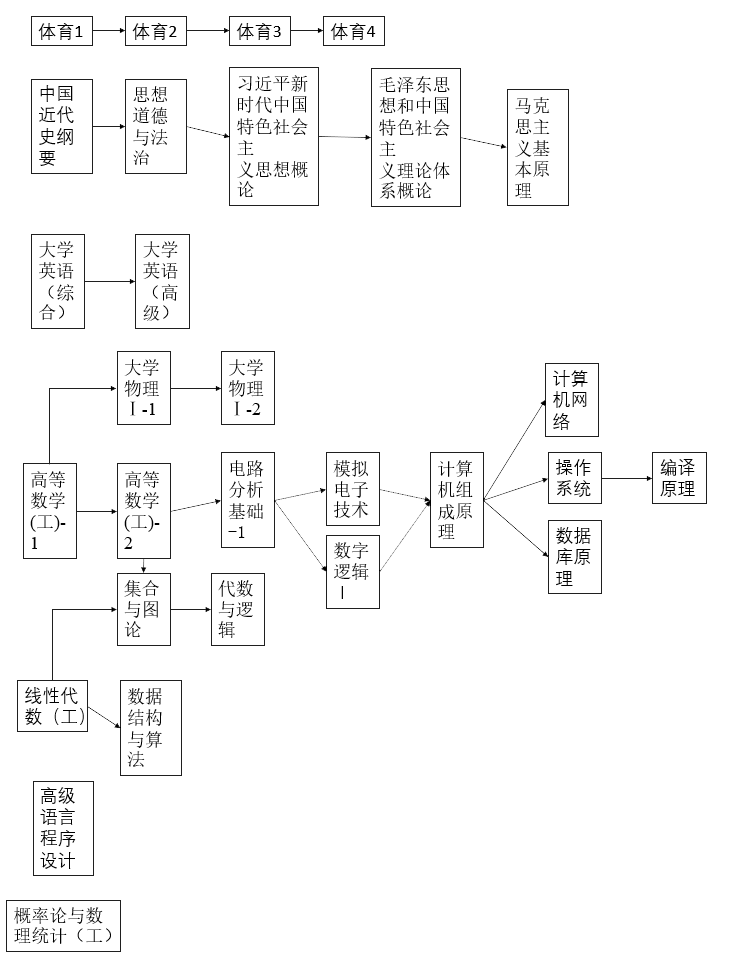 体育1
体育2
体育3
体育4
中国
近代
史纲
要
思想
道德
与法
治
习近平新
时代中国
特色社会
主
义思想概
论
毛泽东思
想和中国
特色社会
主
义理论体
系概论
马克
思主
义基
本原
理
大学
英语
（综
合）
大学
英语
（高
级）
大学
物理
Ⅰ-1
大学
物理
Ⅰ-2
计算
机网
络
高等
数学
(工)-
1
高等
数学
(工)-
2
电路
分析
基础
-1
模拟
电子
技术
数字
逻辑
Ⅰ
计算
机组
成原
理
操作
系统
编译
原理
数据
库原
理
集合
与图
论
代数
与逻
辑
线性代
数（工）
数据
结构
与算
法
高级
语言
程序
设计
概率论与数
理统计（工）